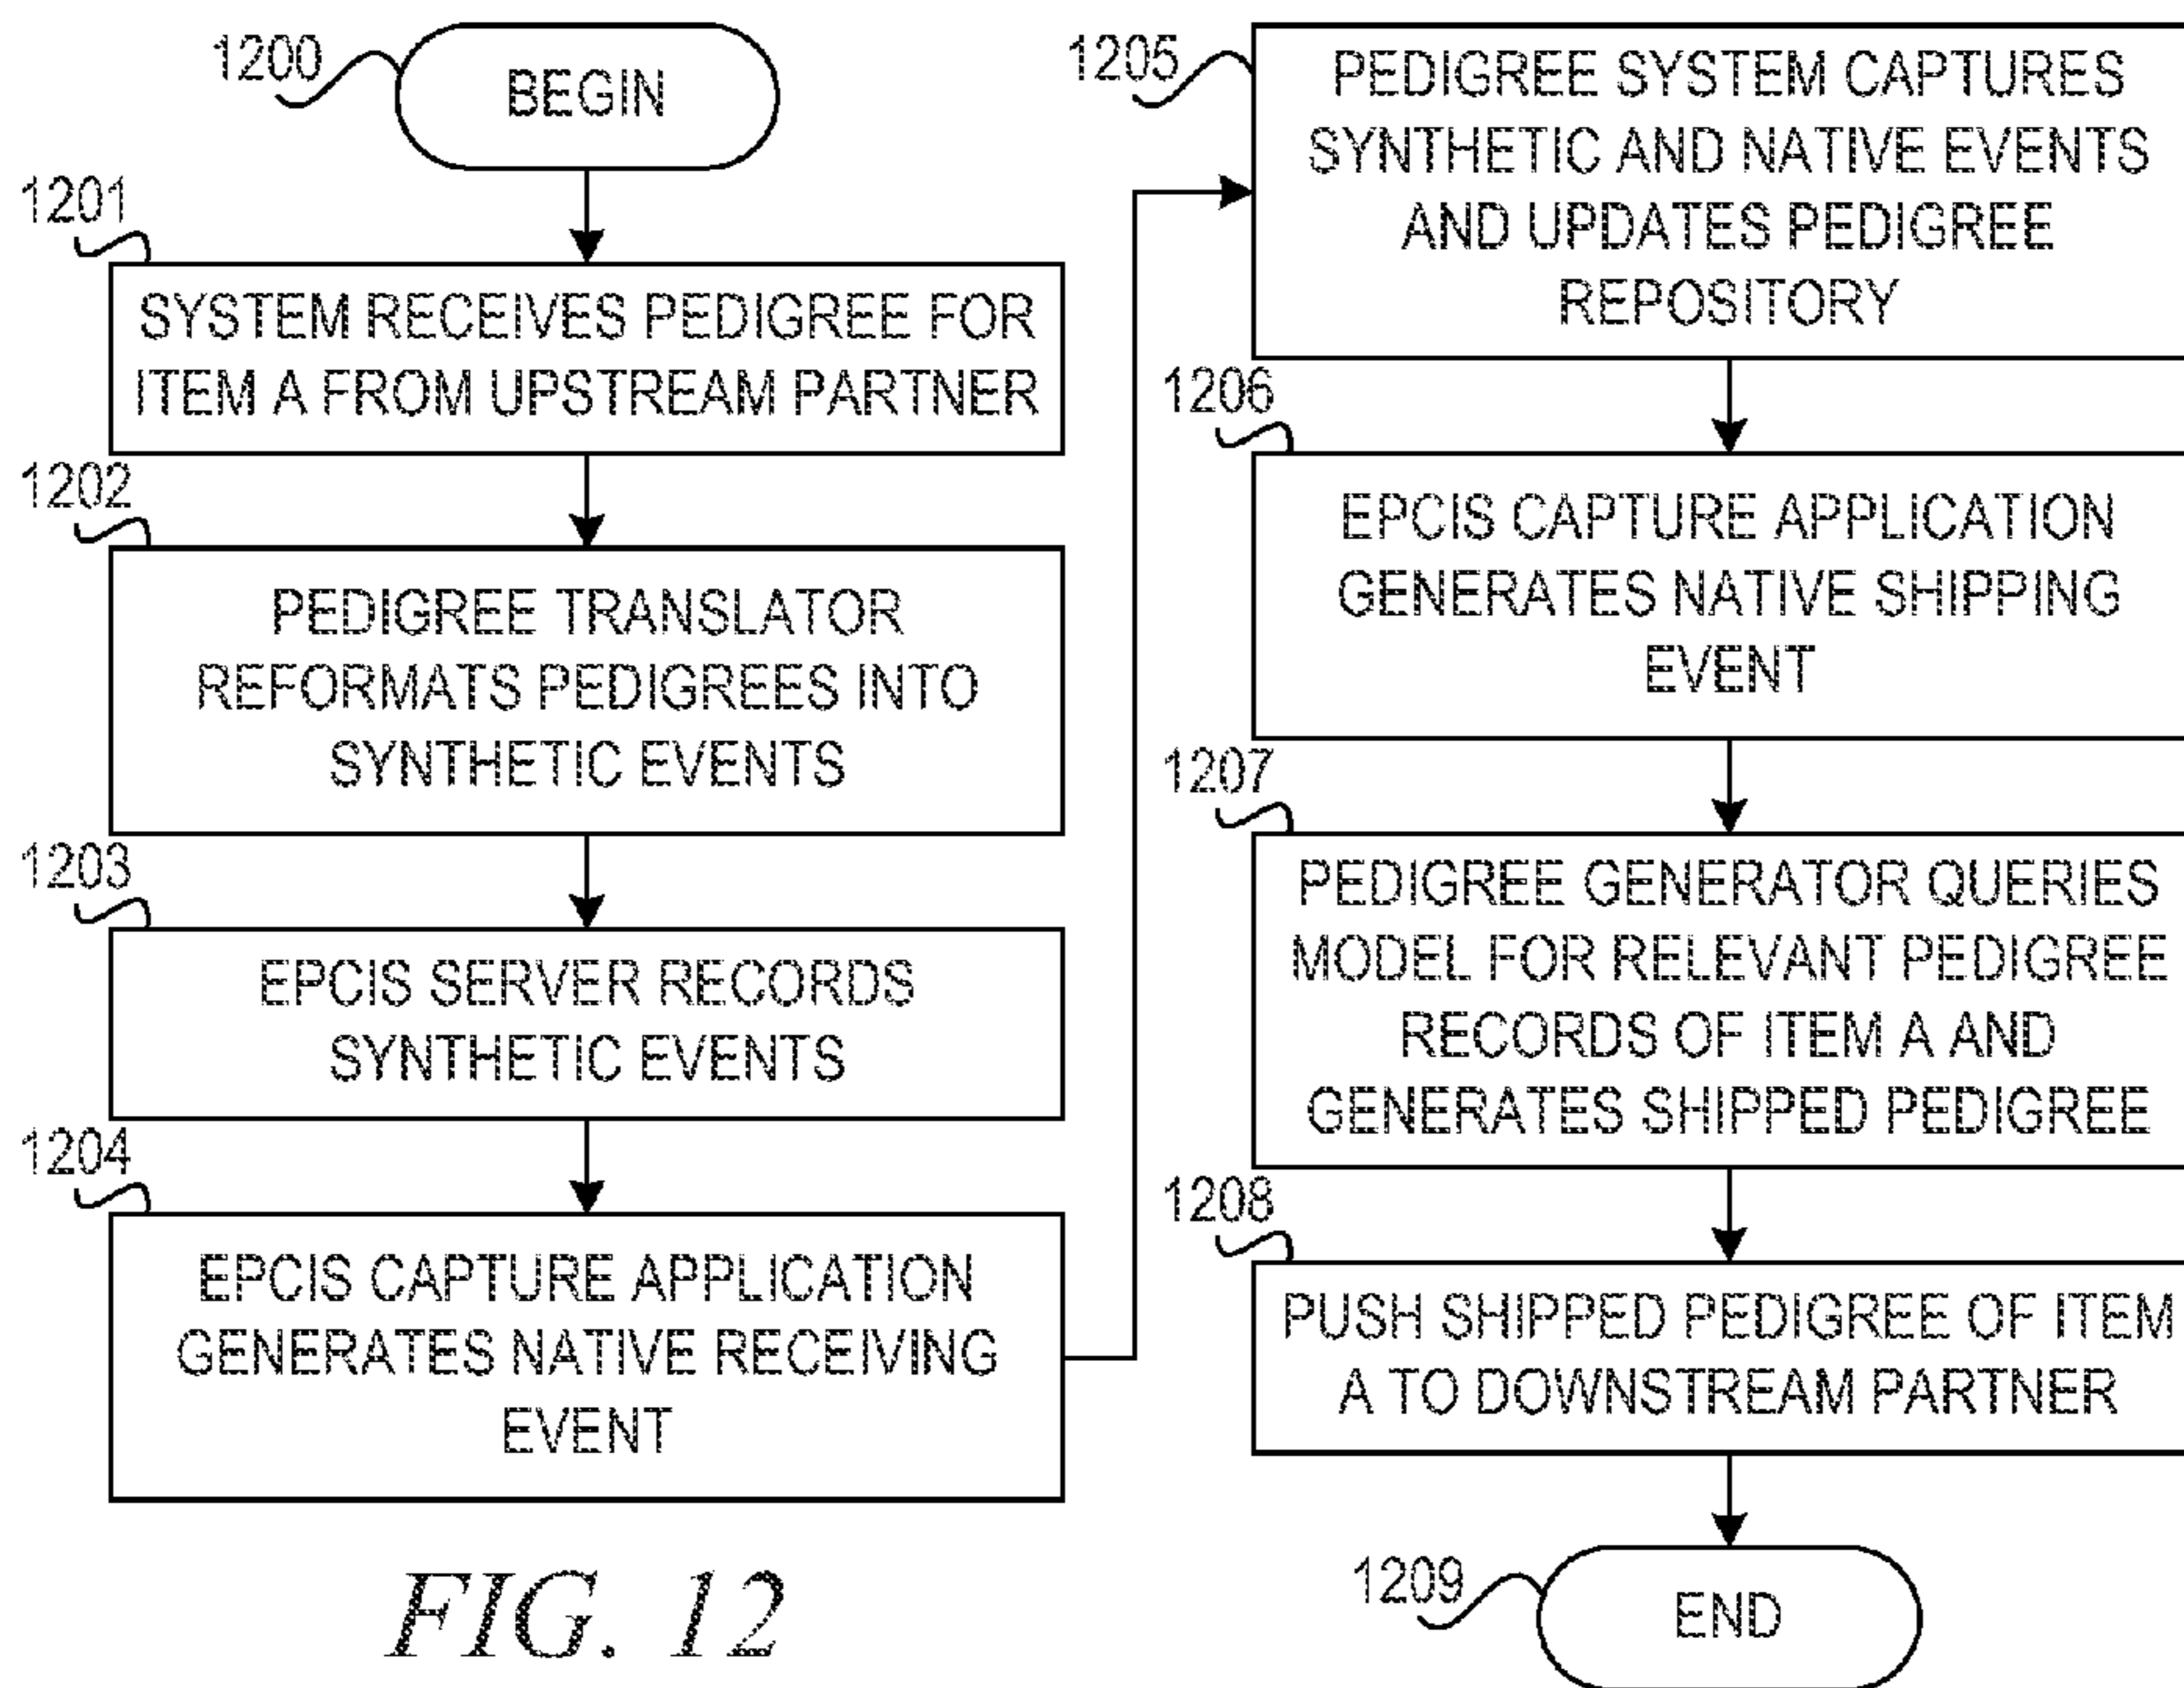 1200
BEGIN
1201
SYSTEM RECEIVES PEDIGREE FOR
ITEM A FROM UPSTREAM PARTNER
1202
PEDIGREE TRANSLATOR
REFORMATS PEDIGREES INTO
SYNTHETIC EVENTS
1203
EPCIS SERVER RECORDS
SYNTHETIC EVENTS
1204
EPCIS CAPTURE APPLICATION
GENERATES NATIVE RECEIVING
EVENT
1205
PEDIGREE SYSTEM CAPTURES
SYNTHETIC AND NATIVE EVENTS
AND UPDATES PEDIGREE
REPOSITORY
1206
EPCIS CAPTURE APPLICATION
GENERATES NATIVE SHIPPING
EVENT
1207
PEDIGREE GENERATOR QUERIES
MODEL FOR RELEVANT PEDIGREE
RECORDS OF ITEM A AND
GENERATES SHIPPED PEDIGREE
1208
PUSH SHIPPED PEDIGREE OF ITEM
A TO DOWNSTREAM PARTNER
1209
END
FIG. 12